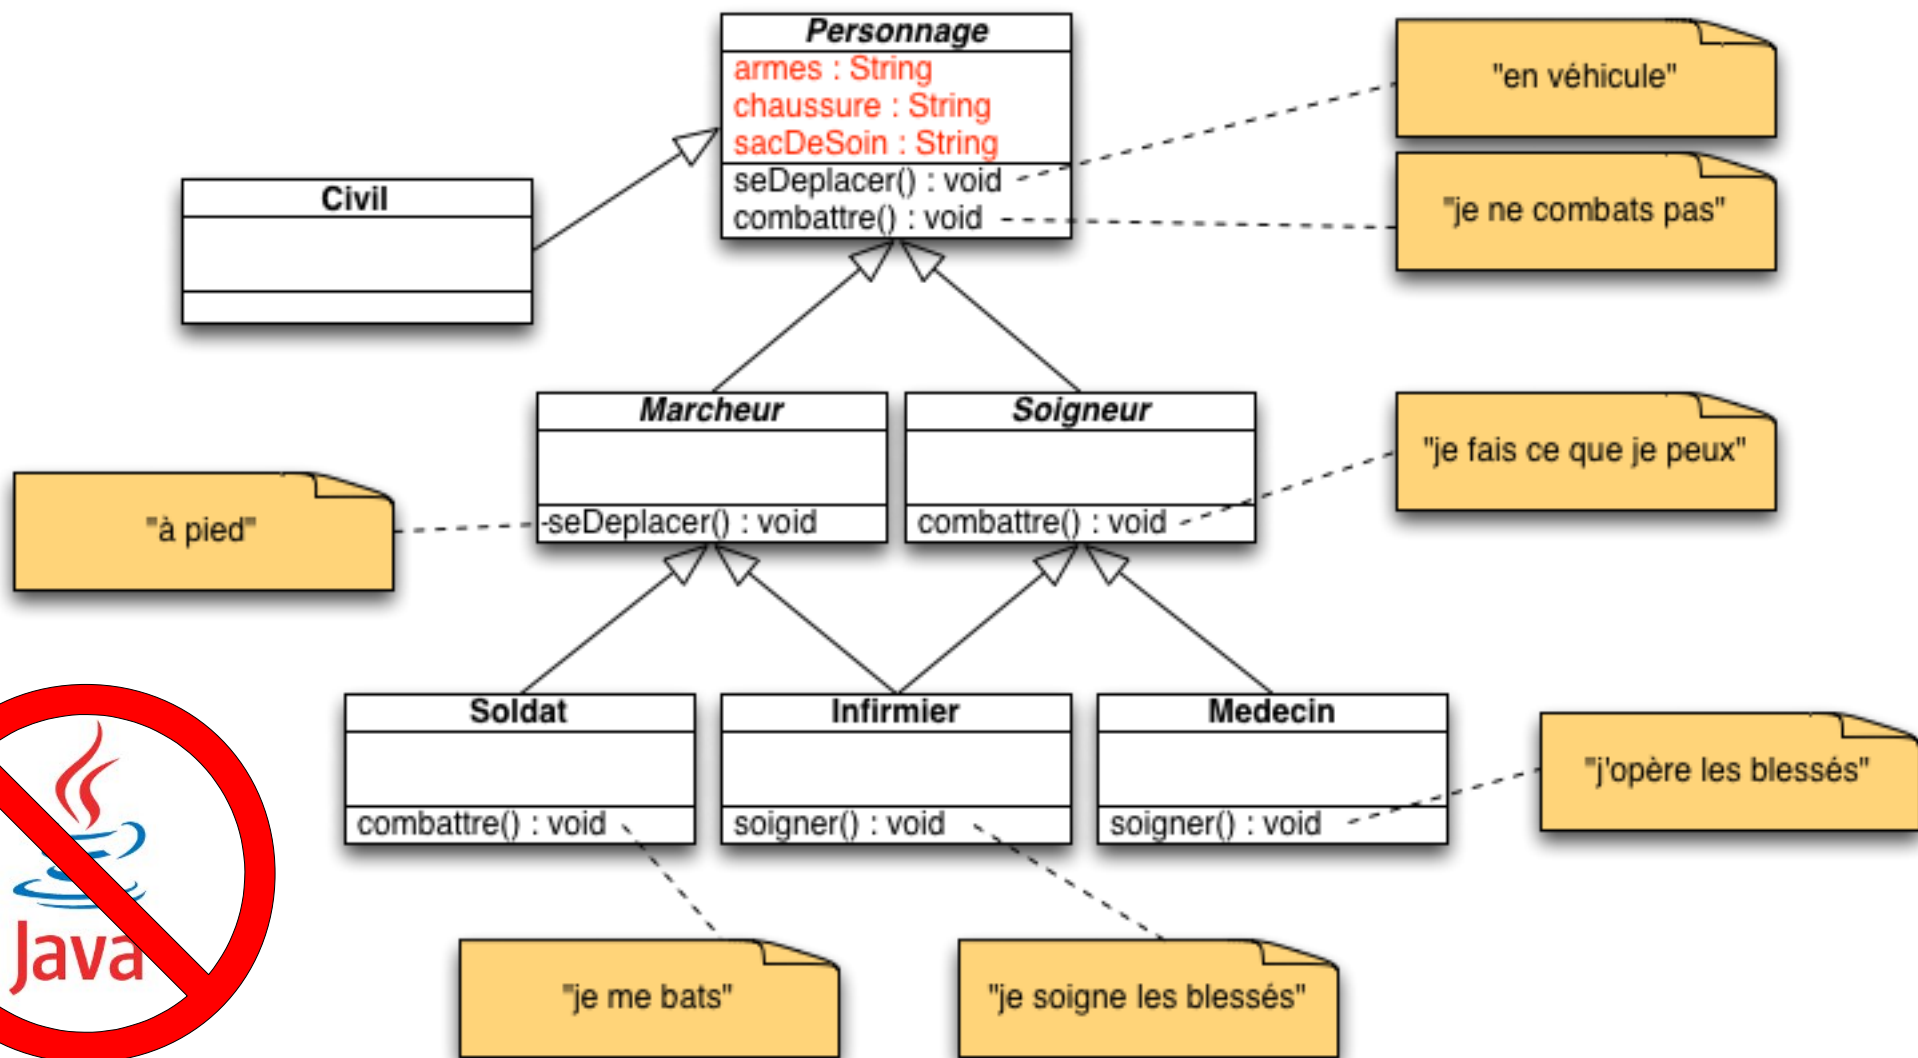 Personnage
armes : String
chaussure : String
sacDeSoin : String
seDeplacer() : void
combattre() : void
"en véhicule"
"je ne combats pas"
Civil
Marcheur
-seDeplacer() : void
Soigneur
combattre() : void
"je fais ce que je peux"
"à pied"
Soldat
combattre() : void
Infirmier
soigner() : void
Medecin
soigner() : void
"j'opère les blessés"
Java
"je me bats"
"je soigne les blessés"